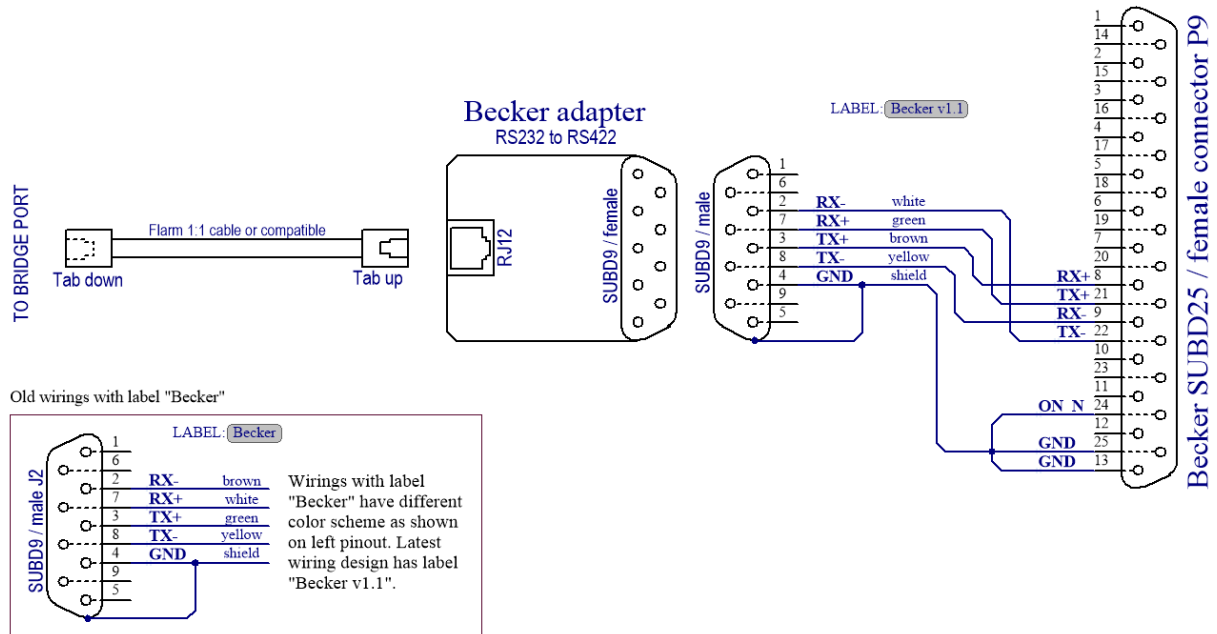 TO BRIDGE PORT
Flarm 1:1 cable or compatible
Tab down
Tab up
Becker adapter
RS232 to RS422
RJ12
SUBD9 / female
LABEL: Becker v1.1
SUBD9 / male
1
6
2 RX- white
7 RX+ green
3 TX+ brown
8 TX- yellow
4 GND shield
9
5
1
14
2
15
3
16
4
17
5
18
6
19
7
20
RX+ 8
TX+ 21
RX- 9
TX- 22
10
23
11
ON_N 24
12
GND 25
GND 13
Becker SUBD25 / female connector P9
Old wirings with label "Becker"
LABEL: Becker
SUBD9 / male J2
1
6
2 RX- brown
7 RX+ white
3 TX+ green
8 TX- yellow
4 GND shield
9
5
Wirings with label
"Becker" have different
color scheme as shown
on left pinout. Latest
wiring design has label
"Becker v1.1".